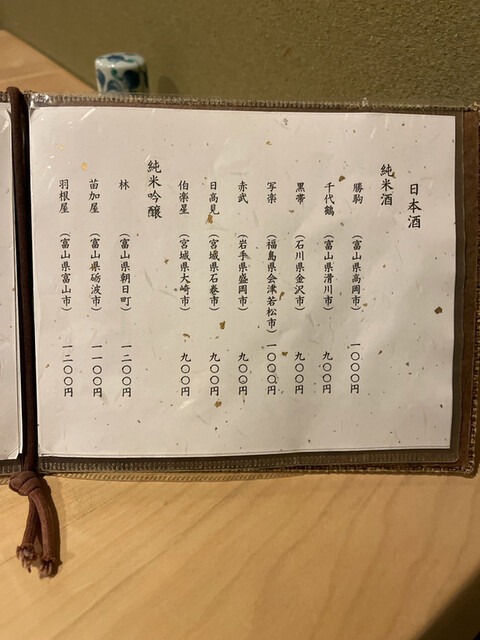 日本酒
純米酒
勝駒 （富山県高岡市） 一〇〇〇円
千代鶴 （富山県滑川市） 九〇〇円
黒帯 （石川県金沢市） 九〇〇円
写楽 （福島県会津若松市） 一〇〇〇円
赤武 （岩手県盛岡市） 九〇〇円
日高見 （宮城県石巻市） 九〇〇円
伯楽星 （宮城県大崎市） 九〇〇円
純米吟醸
林 （富山県朝日町） 一二〇〇円
苗加屋 （富山県砺波市） 一一〇〇円
羽根屋 （富山県富山市） 一二〇〇円